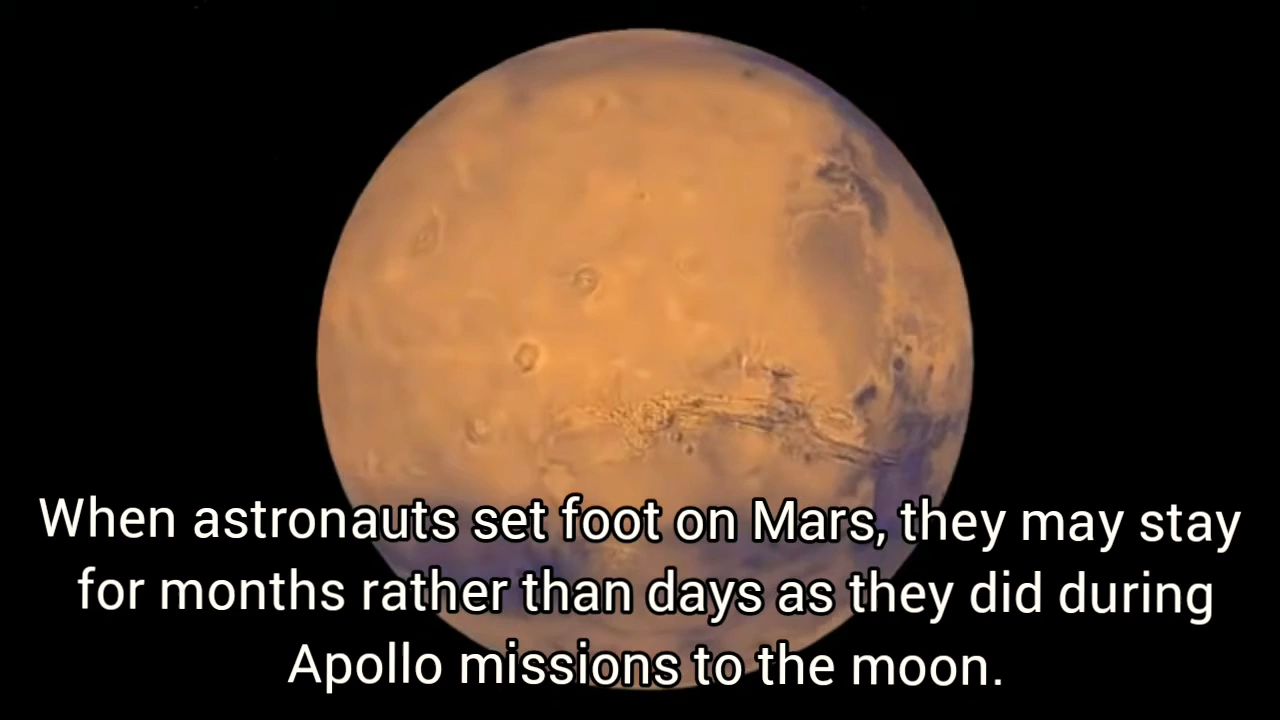 When astronauts set foot on Mars, they may stay
for months rather than days as they did during
Apollo missions to the moon.